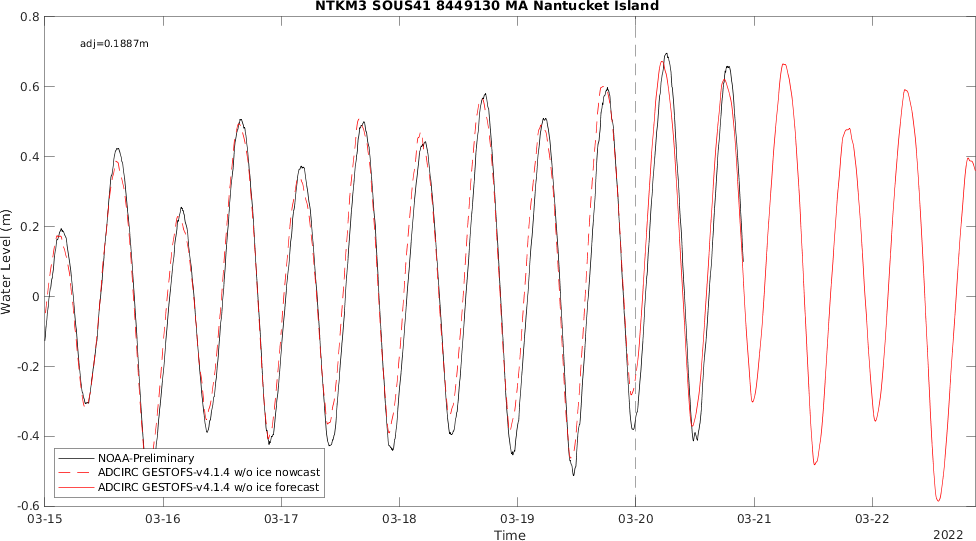 NTKM3 SOUS41 8449130 MA Nantucket Island
0.8
adj=0.1887m
0.6
0.4
0.2
0
-0.2
-0.4
-0.6
Water Level (m)
NOAA-Preliminary
ADCIRC GESTOFS-v4.1.4 w/o ice nowcast
ADCIRC GESTOFS-v4.1.4 w/o ice forecast
03-15 03-16 03-17 03-18 03-19 03-20 03-21 03-22
Time
2022